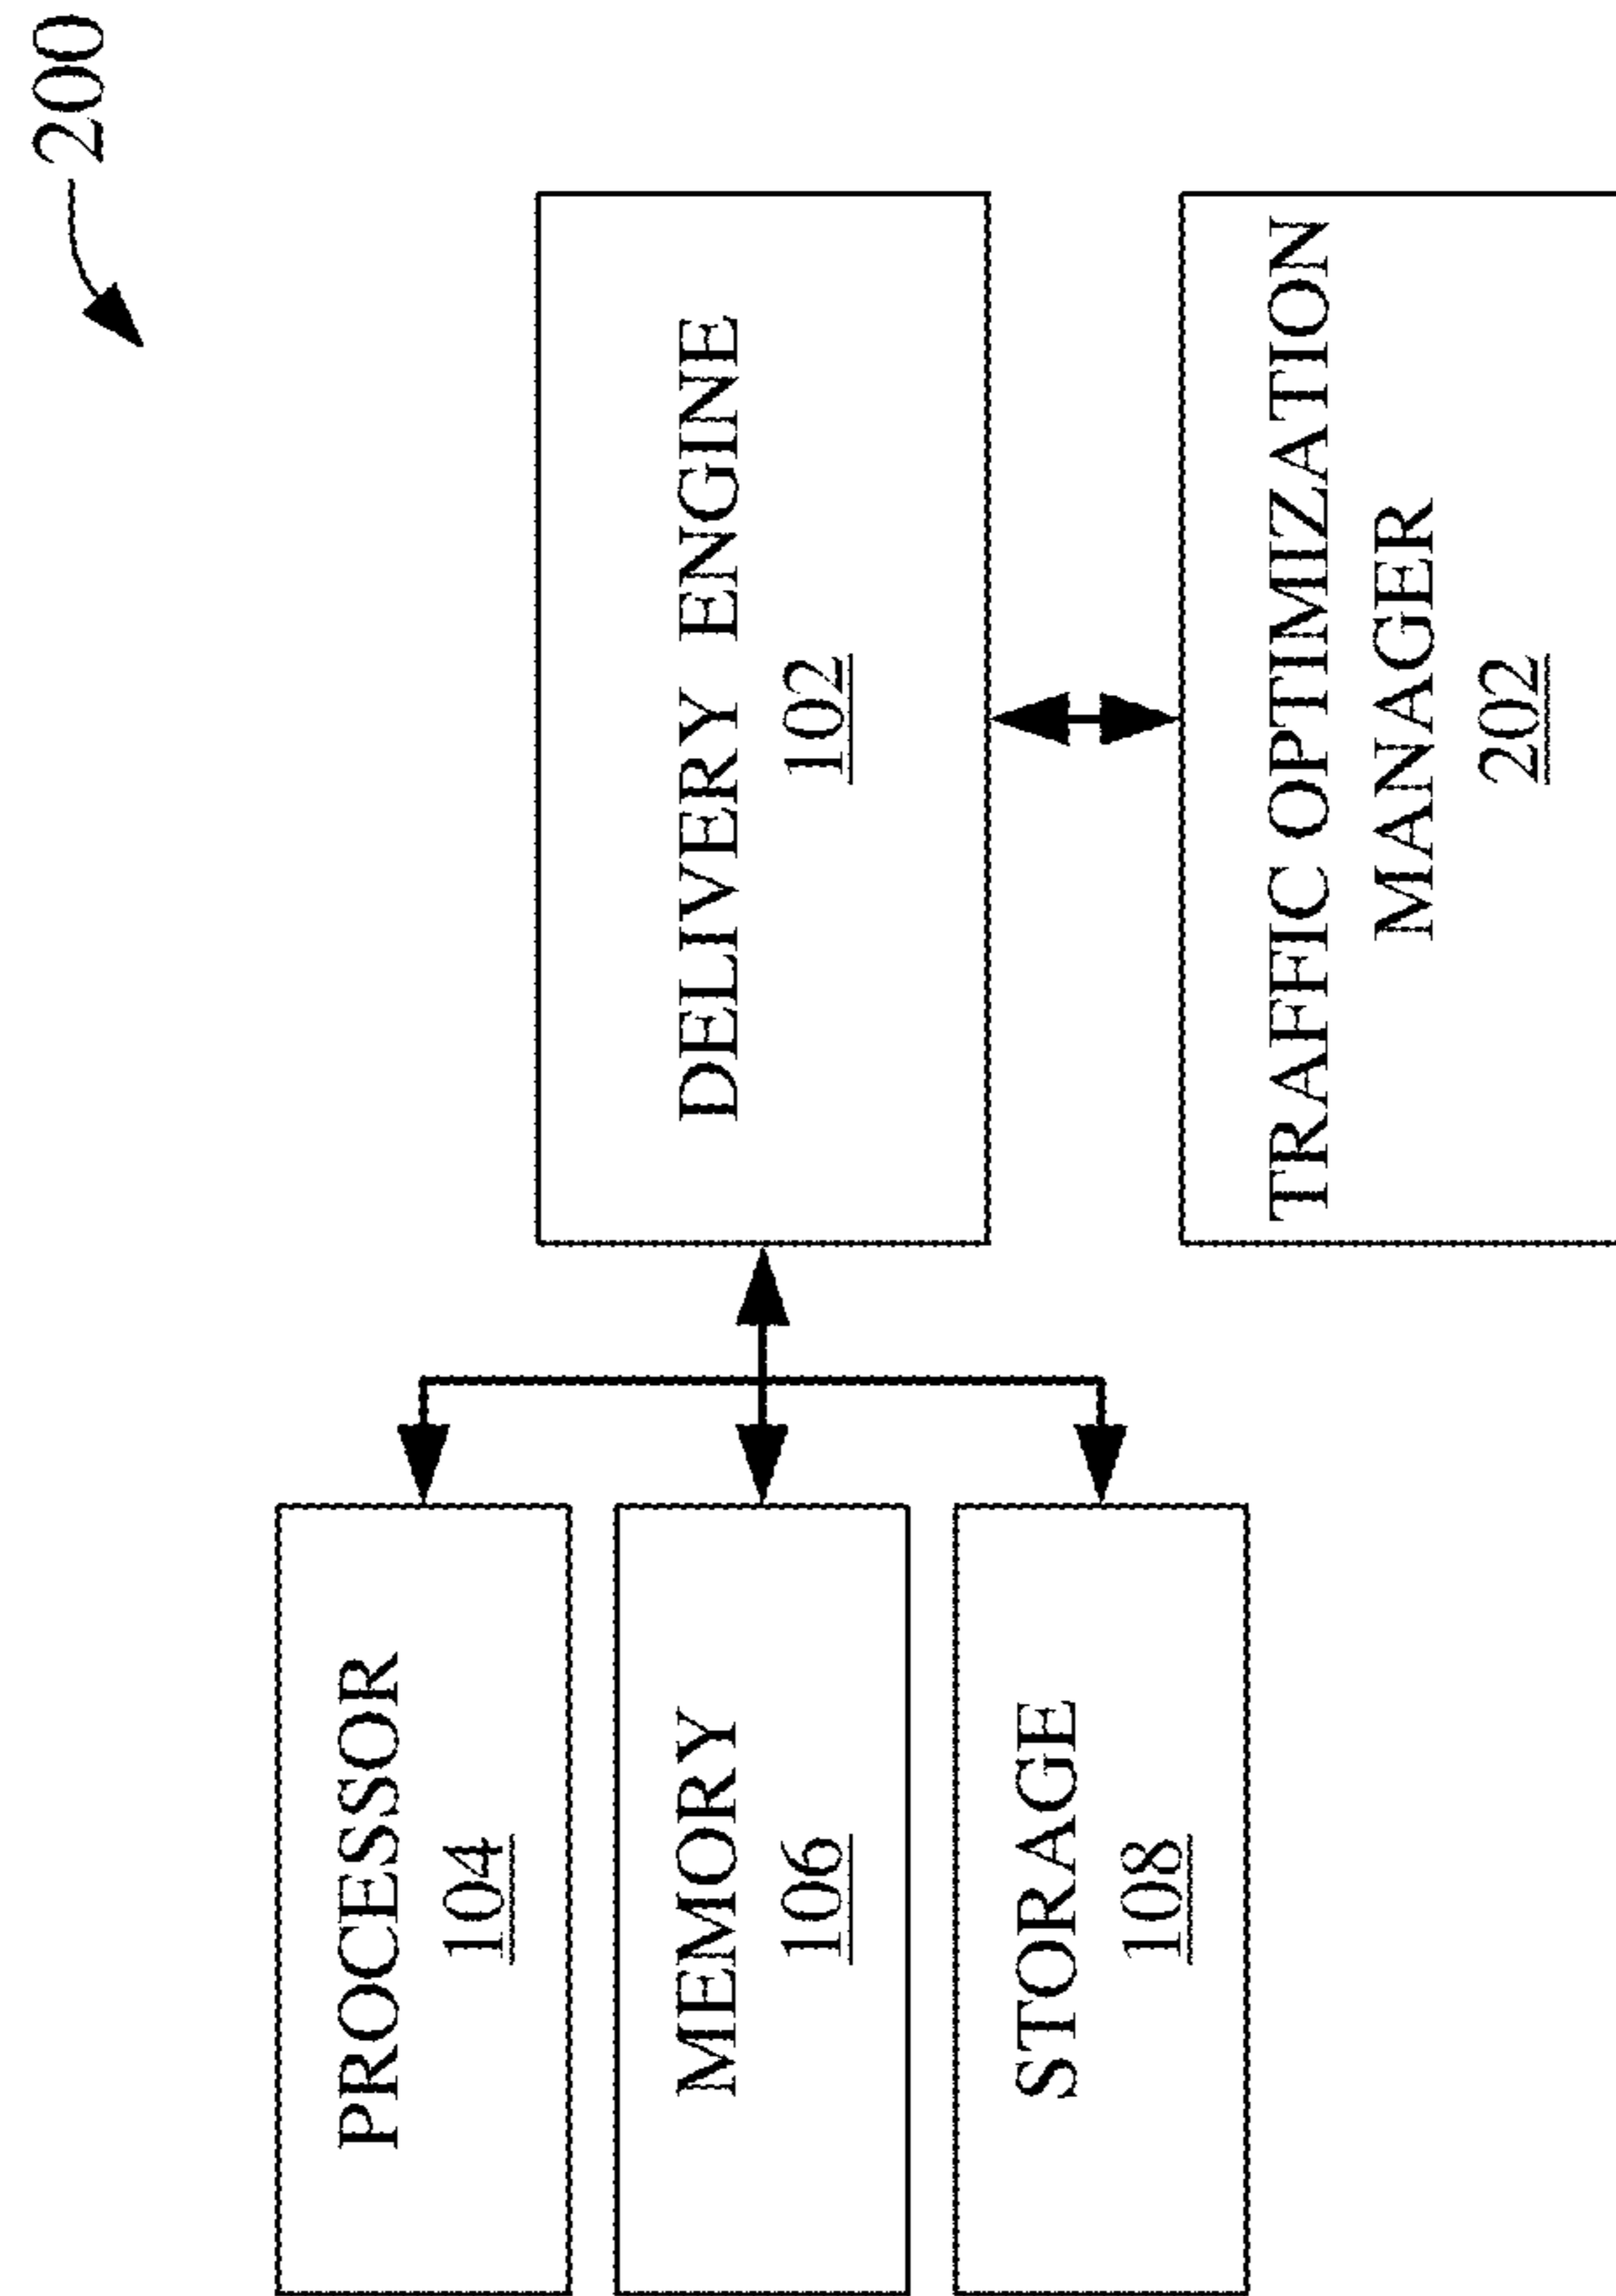 200
PROCESSOR
104
MEMORY
106
STORAGE
108
DELIVERY ENGINE
102
TRAFFIC OPTIMIZATION
MANAGER
202